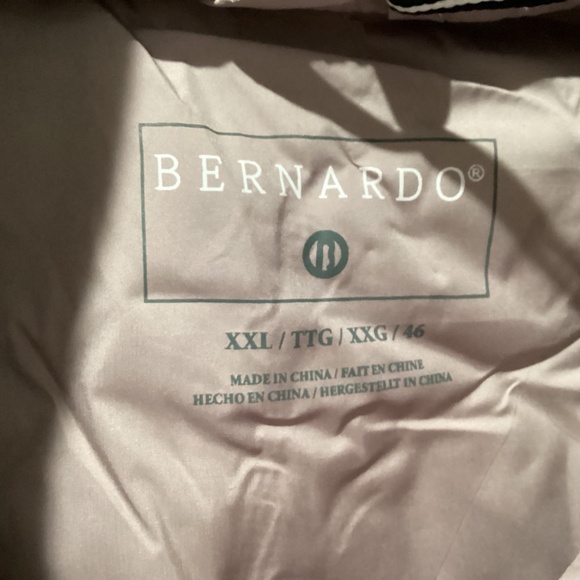 BERNARDO®
B
XXL / TTG / XXG / 46
MADE IN CHINA / FAIT EN CHINE
HECHO EN CHINA / HERGESTELLT IN CHINA